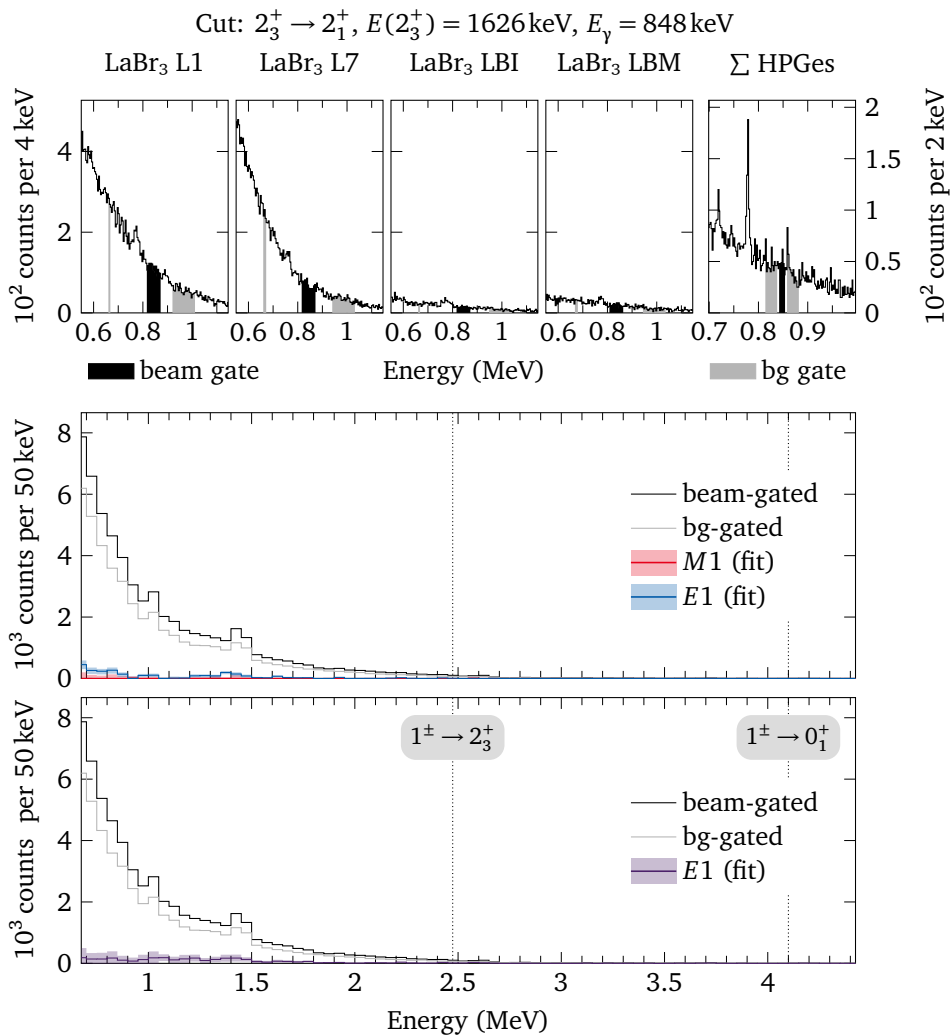 Cut: 2₃⁺ → 2₁⁺, E(2₃⁺) = 1626 keV, Eᵧ = 848 keV
LaBr₃ L1 LaBr₃ L7 LaBr₃ LBI LaBr₃ LBM ∑ HPGes
10² counts per 4 keV
0 2 4
0.6 0.8 1 0.6 0.8 1 0.6 0.8 1 0.6 0.8 1 0.7 0.8 0.9
0 0.5 1 1.5 2
10² counts per 2 keV
beam gate Energy (MeV) bg gate
10³ counts per 50 keV
0 2 4 6 8
beam-gated
bg-gated
M1 (fit)
E1 (fit)
10³ counts per 50 keV
0 2 4 6 8
1± → 2₃⁺ 1± → 0₁⁺
beam-gated
bg-gated
E1 (fit)
1 1.5 2 2.5 3 3.5 4
Energy (MeV)